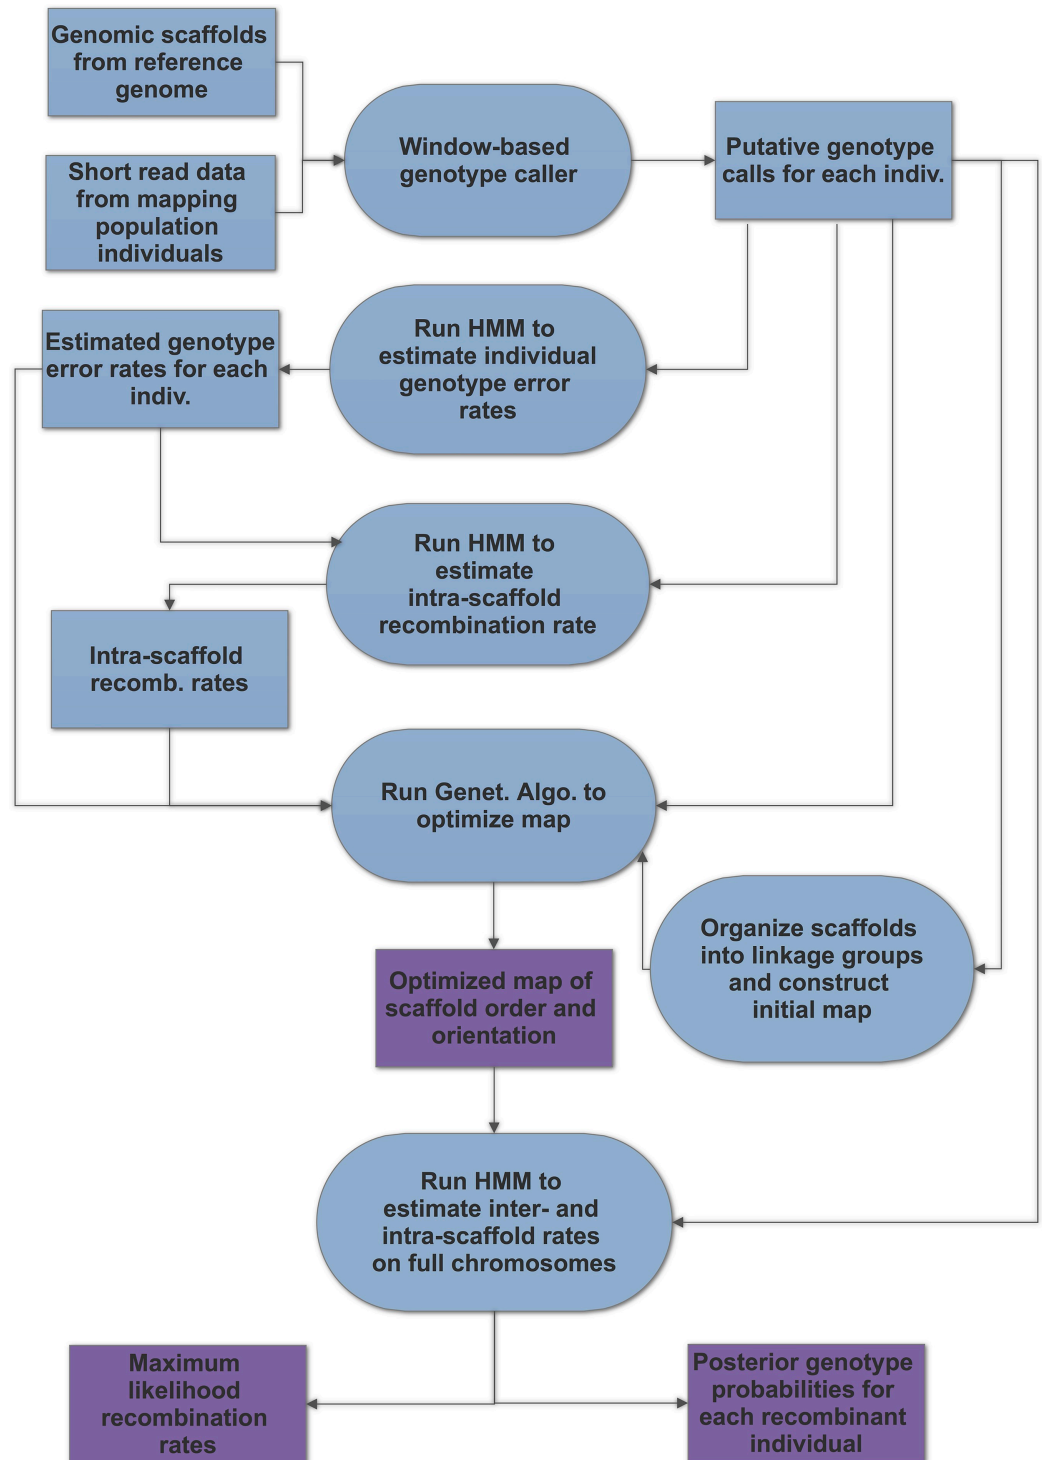 Genomic scaffolds
from reference
genome
Short read data
from mapping
population
individuals
Window-based
genotype caller
Putative genotype
calls for each indiv.
Estimated genotype
error rates for each
indiv.
Run HMM to
estimate individual
genotype error
rates
Run HMM to
estimate
intra-scaffold
recombination rate
Intra-scaffold
recomb. rates
Run Genet. Algo. to
optimize map
Organize scaffolds
into linkage groups
and construct
initial map
Optimized map of
scaffold order and
orientation
Run HMM to
estimate inter- and
intra-scaffold rates
on full chromosomes
Maximum
likelihood
recombination
rates
Posterior genotype
probabilities for
each recombinant
individual